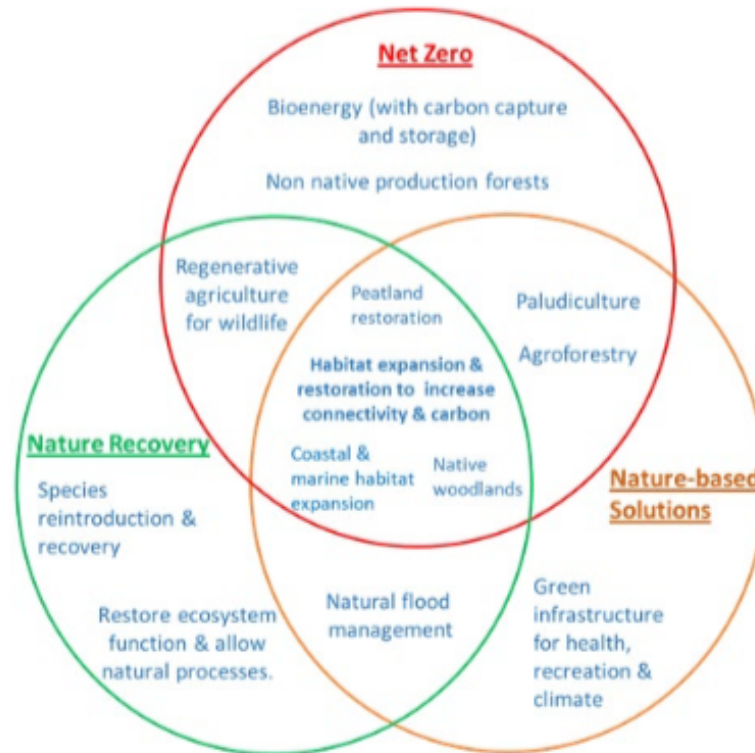 Net Zero
Bioenergy (with carbon capture
and storage)
Non native production forests
Regenerative
agriculture
for wildlife
Peatland
restoration
Paludiculture
Agroforestry
Habitat expansion &
restoration to increase
connectivity & carbon
Coastal &
marine habitat
expansion
Native
woodlands
Nature Recovery
Species
reintroduction &
recovery
Restore ecosystem
function & allow
natural processes.
Natural flood
management
Nature-based
Solutions
Green
infrastructure
for health,
recreation &
climate